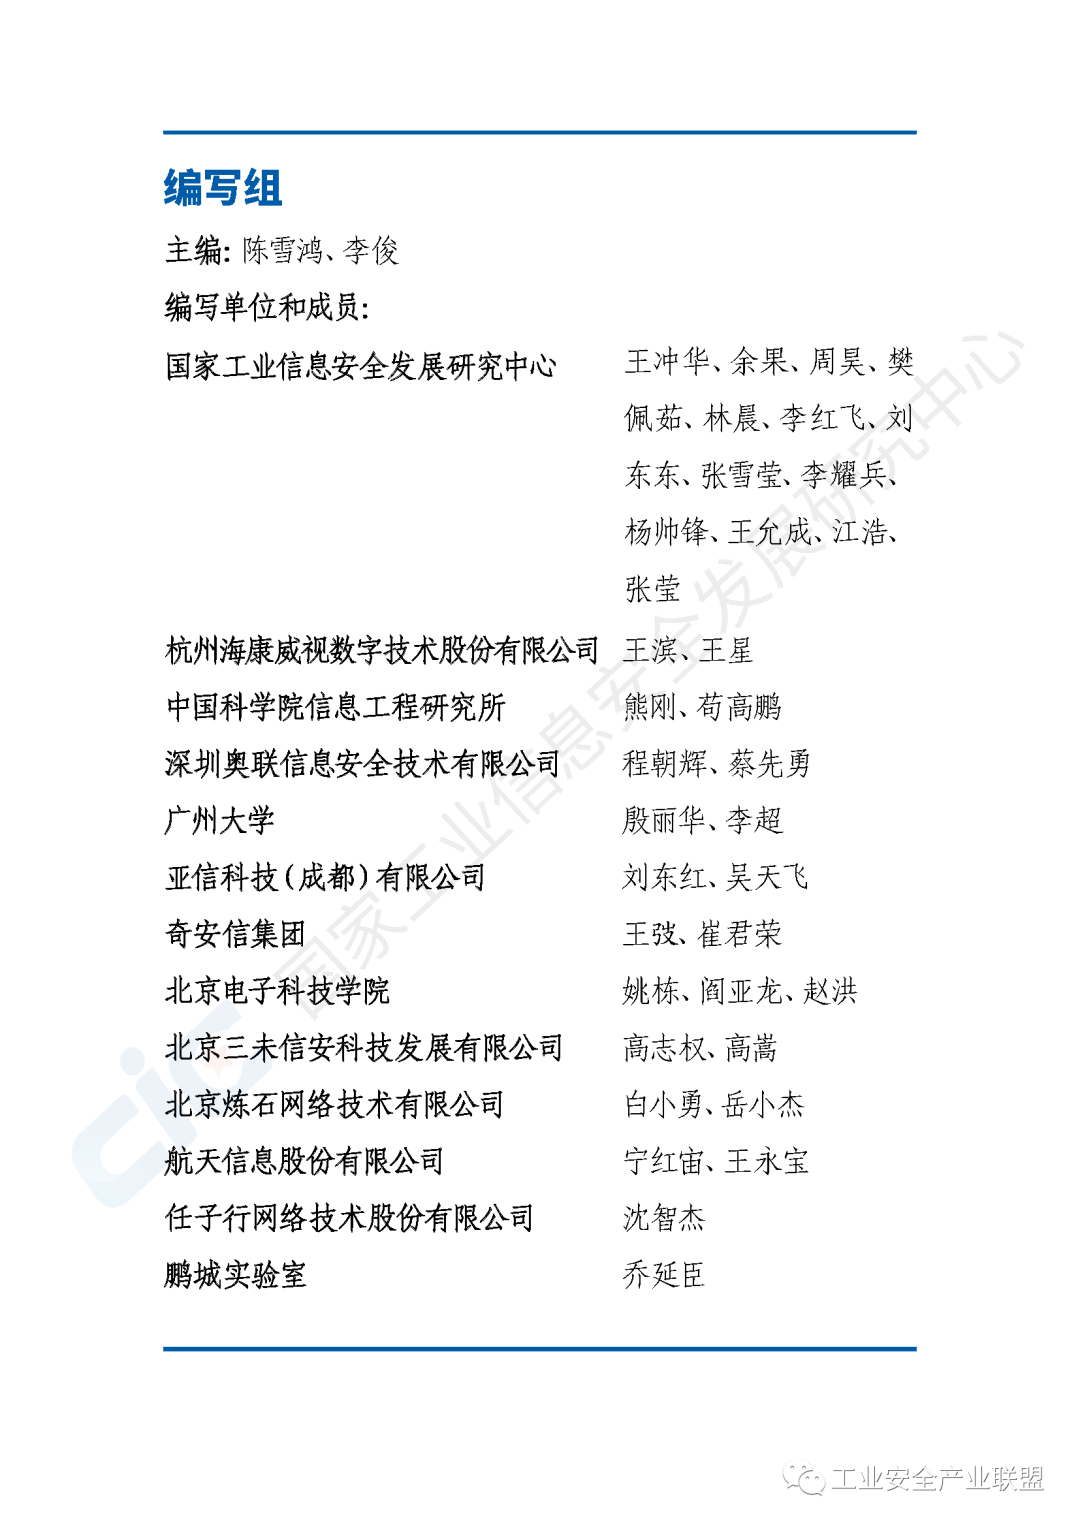 编写组
主编: 陈雪鸿、李俊
编写单位和成员:
国家工业信息安全发展研究中心 王冲华、余果、周昊、樊
佩茹、林晨、李红飞、刘
东东、张雪莹、李耀兵、
杨帅锋、王允成、江浩、
张莹
杭州海康威视数字技术股份有限公司 王滨、王星
中国科学院信息工程研究所 熊刚、苟高鹏
深圳奥联信息安全技术有限公司 程朝辉、蔡先勇
广州大学 殷丽华、李超
亚信科技(成都)有限公司 刘东红、吴天飞
奇安信集团 王弢、崔君荣
北京电子科技学院 姚栋、阎亚龙、赵洪
北京三未信安科技发展有限公司 高志权、高嵩
北京炼石网络技术有限公司 白小勇、岳小杰
航天信息股份有限公司 宁红宙、王永宝
任子行网络技术股份有限公司 沈智杰
鹏城实验室 乔延臣
国家工业信息安全发展研究中心
cic
工业安全产业联盟